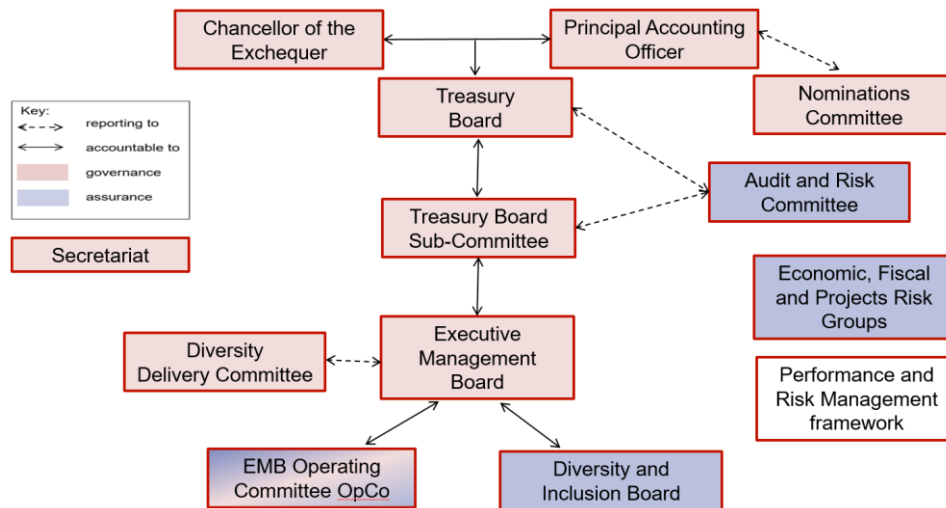 Chancellor of the
Exchequer
Principal Accounting
Officer
Key:
reporting to
accountable to
governance
assurance
Treasury
Board
Nominations
Committee
Audit and Risk
Committee
Treasury Board
Sub-Committee
Secretariat
Economic, Fiscal
and Projects Risk
Groups
Executive
Management
Board
Diversity
Delivery Committee
Performance and
Risk Management
framework
EMB Operating
Committee OpCo
Diversity and
Inclusion Board